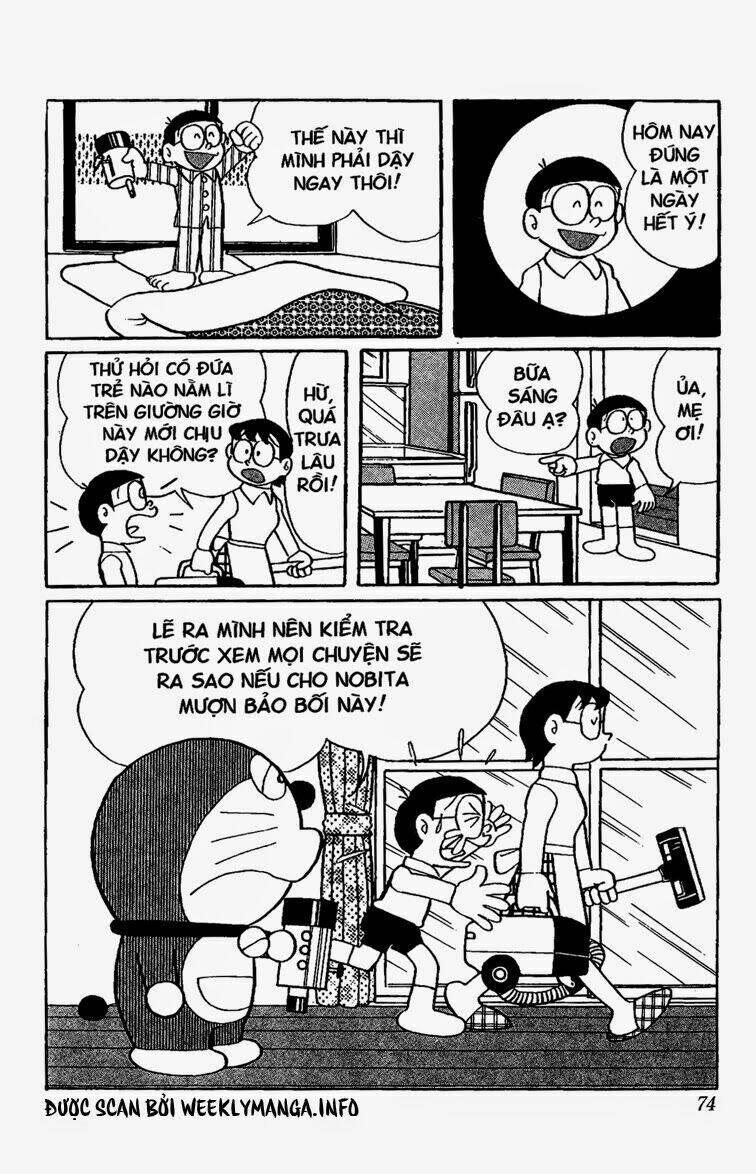 THẾ NÀY THÌ
MÌNH PHẢI DẬY
NGAY THÔI!
HÔM NAY
ĐÚNG
LÀ MỘT
NGÀY
HẾT Ý!
THỬ HỎI CÓ ĐỨA
TRẺ NÀO NẰM LÌ
TRÊN GIƯỜNG GIỜ
NÀY MỚI CHỊU
DẬY KHÔNG?
HỪ,
QUÁ
TRƯA
LÂU
RỒI!
BỮA
SÁNG
ĐÂU Ạ?
ỦA,
MẸ
ƠI!
LẼ RA MÌNH NÊN KIỂM TRA
TRƯỚC XEM MỌI CHUYỆN SẼ
RA SAO NẾU CHO NOBITA
MƯỢN BẢO BỐI NÀY!
ĐƯỢC SCAN BỞI WEEKLYMANGA.INFO
74